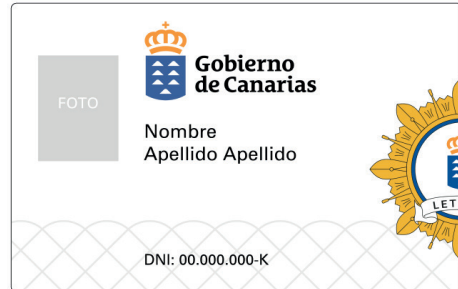 Gobierno
de Canarias
FOTO
Nombre
Apellido Apellido
LET
DNI: 00.000.000-K